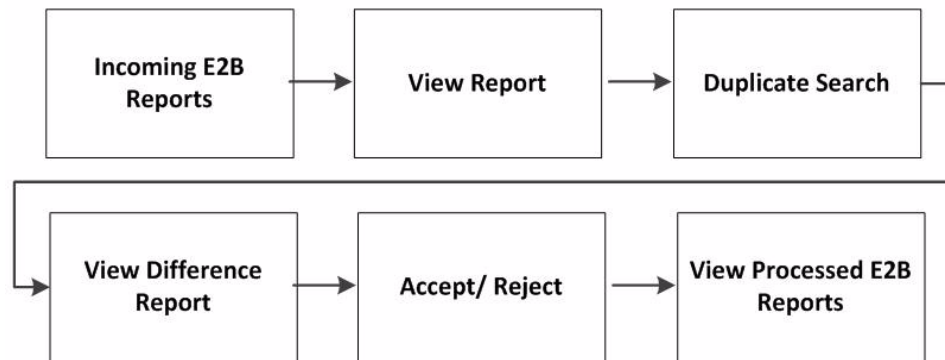 Incoming E2B
Reports
View Report
Duplicate Search
View Difference
Report
Accept/ Reject
View Processed E2B
Reports